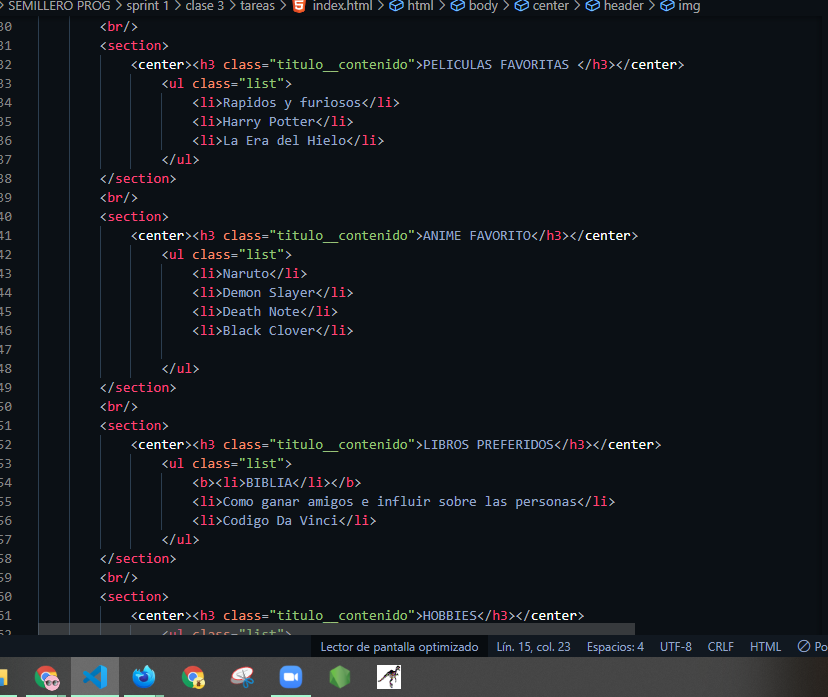 SEMILLERO PROG > sprint 1 > clase 3 > tareas > index.html > html > body > center > header > img
30 <br/>
31 <section>
32 <center><h3 class="titulo__contenido">PELICULAS FAVORITAS </h3></center>
33 <ul class="list">
34 <li>Rapidos y furiosos</li>
35 <li>Harry Potter</li>
36 <li>La Era del Hielo</li>
37 </ul>
38 </section>
39 <br/>
40 <section>
41 <center><h3 class="titulo__contenido">ANIME FAVORITO</h3></center>
42 <ul class="list">
43 <li>Naruto</li>
44 <li>Demon Slayer</li>
45 <li>Death Note</li>
46 <li>Black Clover</li>
47
48 </ul>
49 </section>
50 <br/>
51 <section>
52 <center><h3 class="titulo__contenido">LIBROS PREFERIDOS</h3></center>
53 <ul class="list">
54 <b><li>BIBLIA</li></b>
55 <li>Como ganar amigos e influir sobre las personas</li>
56 <li>Codigo Da Vinci</li>
57 </ul>
58 </section>
59 <br/>
60 <section>
61 <center><h3 class="titulo__contenido">HOBBIES</h3></center>
62 <ul class="list">
Lector de pantalla optimizado Lín. 15, col. 23 Espacios: 4 UTF-8 CRLF HTML Po